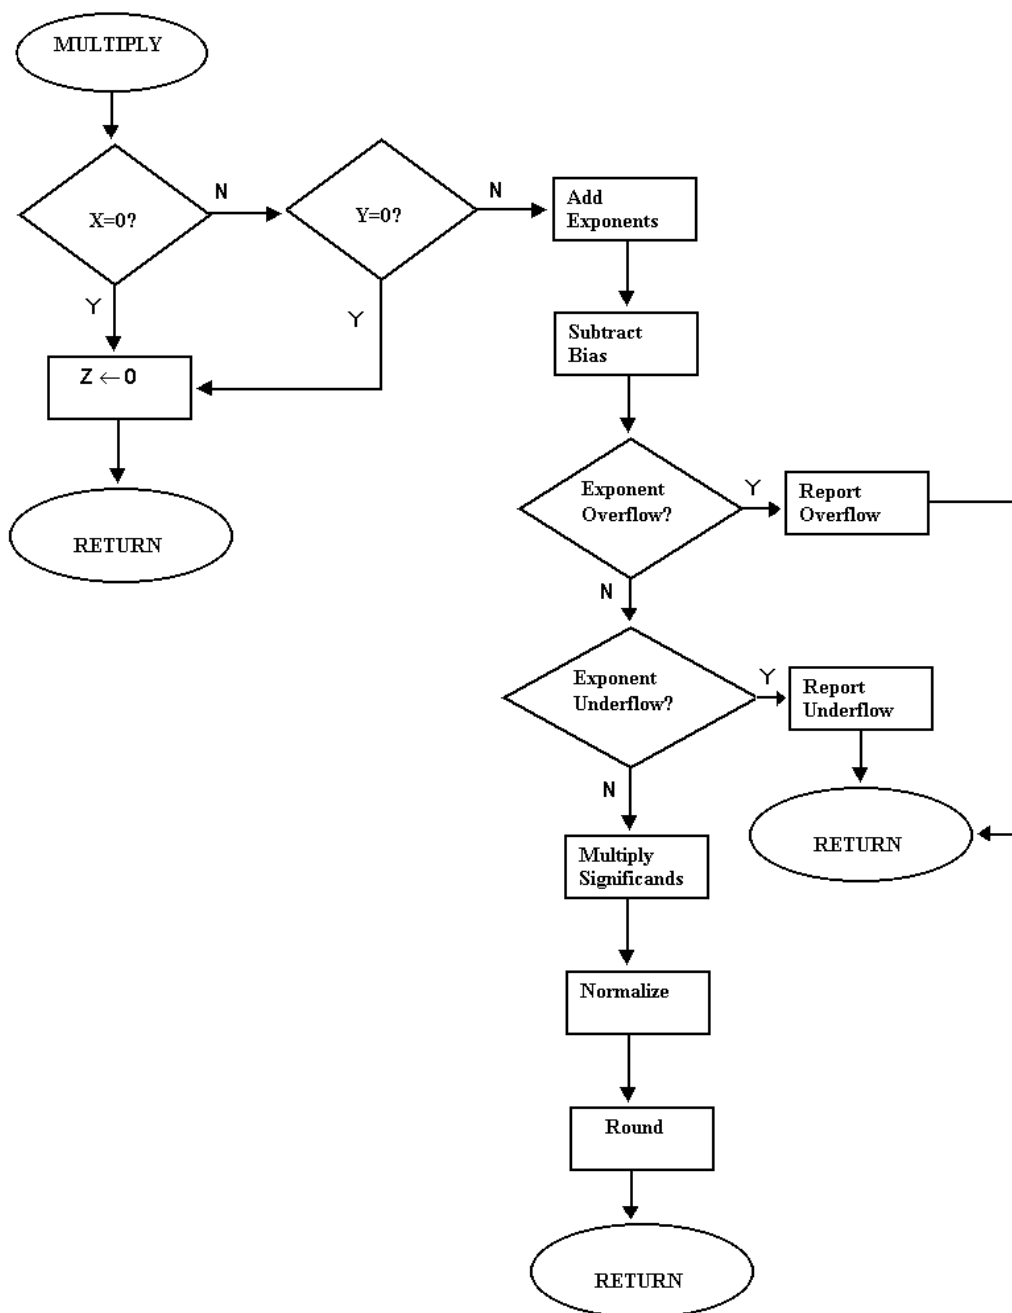 MULTIPLY
X=0?
N
Y=0?
N
Add
Exponents
Y
Y
Z ← 0
Subtract
Bias
RETURN
Exponent
Overflow?
Y
Report
Overflow
N
Exponent
Underflow?
Y
Report
Underflow
N
RETURN
Multiply
Significands
Normalize
Round
RETURN